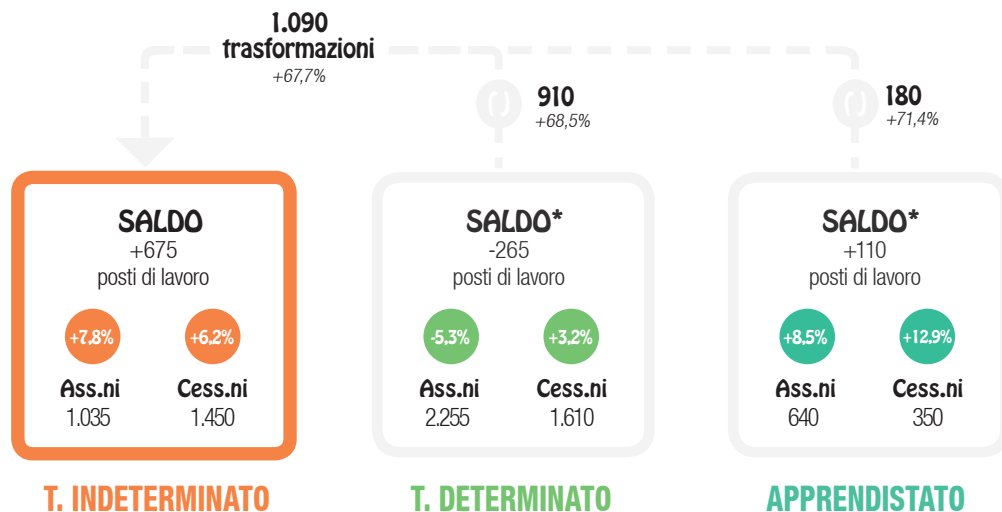 1.090
trasformazioni
+67,7%
910
+68,5%
180
+71,4%
SALDO
+675
posti di lavoro
+7,8%
+6,2%
Ass.ni
Cess.ni
1.035
1.450
SALDO*
-265
posti di lavoro
-5,3%
+3,2%
Ass.ni
Cess.ni
2.255
1.610
SALDO*
+110
posti di lavoro
+8,5%
+12,9%
Ass.ni
Cess.ni
640
350
T. INDETERMINATO
T. DETERMINATO
APPRENDISTATO